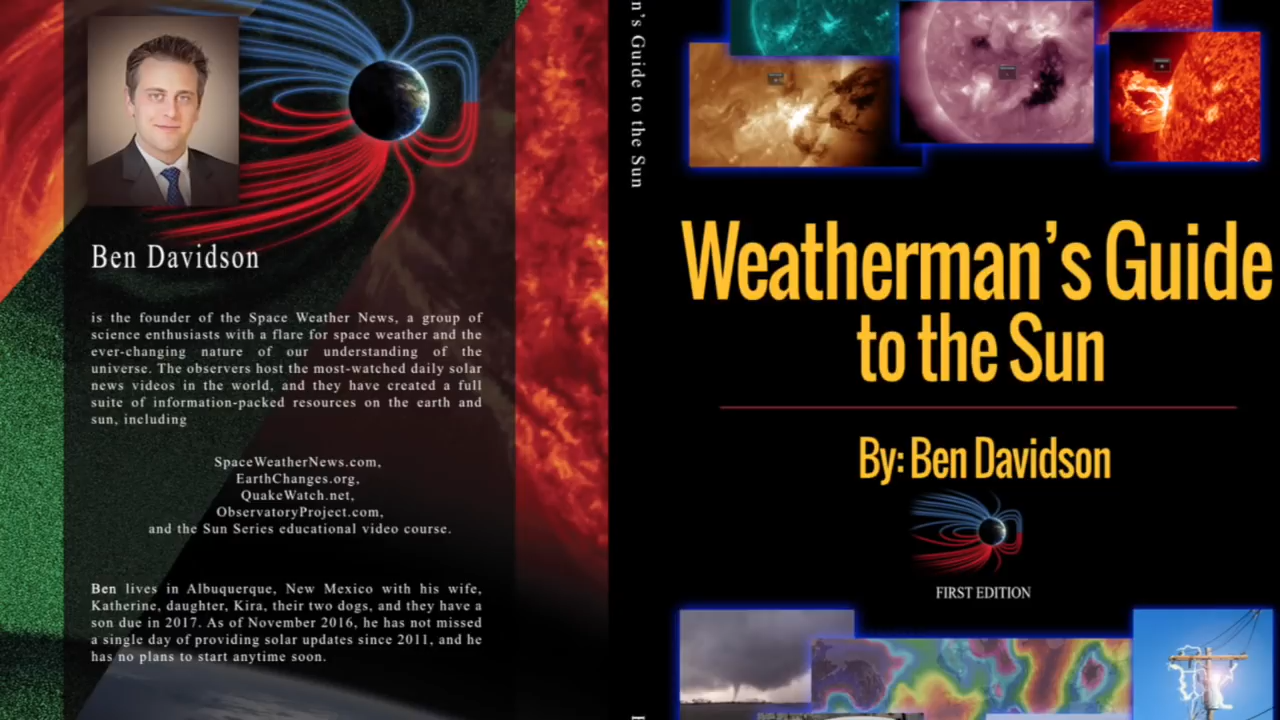 Ben Davidson
is the founder of the Space Weather News, a group of
science enthusiasts with a flare for space weather and the
ever-changing nature of our understanding of the
universe. The observers host the most-watched daily solar
news videos in the world, and they have created a full
suite of information-packed resources on the earth and
sun, including
SpaceWeatherNews.com,
EarthChanges.org,
QuakeWatch.net,
ObservatoryProject.com,
and the Sun Series educational video course.
Ben lives in Albuquerque, New Mexico with his wife,
Katherine, daughter, Kira, their two dogs, and they have a
son due in 2017. As of November 2016, he has not missed
a single day of providing solar updates since 2011, and he
has no plans to start anytime soon.
n's Guide to the Sun
Weatherman's Guide
to the Sun
By: Ben Davidson
FIRST EDITION